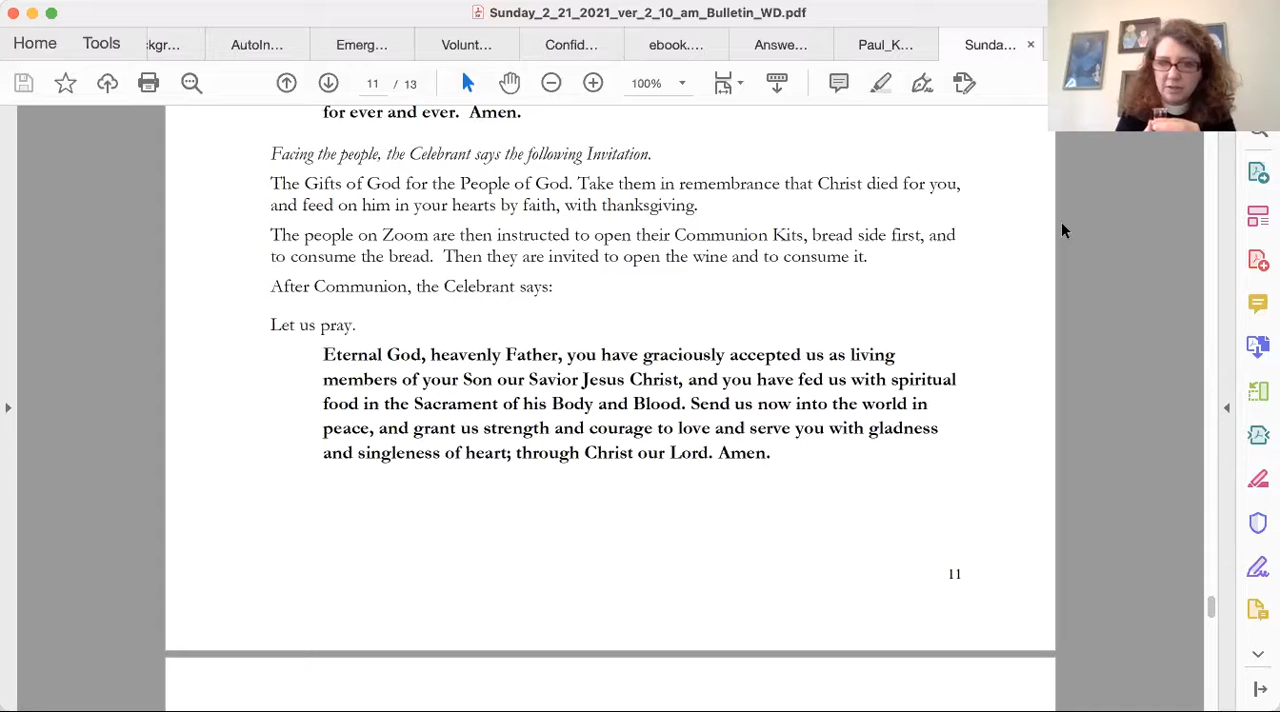 Sunday_2_21_2021_ver_2_10_am_Bulletin_WD.pdf
Home Tools kgr... AutoIn... Emerg... Volunt... Confid... ebook.... Answe... Paul_K... Sunda... ×
11 / 13 100%
for ever and ever. Amen.
Facing the people, the Celebrant says the following Invitation.
The Gifts of God for the People of God. Take them in remembrance that Christ died for you,
and feed on him in your hearts by faith, with thanksgiving.
The people on Zoom are then instructed to open their Communion Kits, bread side first, and
to consume the bread. Then they are invited to open the wine and to consume it.
After Communion, the Celebrant says:
Let us pray.
Eternal God, heavenly Father, you have graciously accepted us as living
members of your Son our Savior Jesus Christ, and you have fed us with spiritual
food in the Sacrament of his Body and Blood. Send us now into the world in
peace, and grant us strength and courage to love and serve you with gladness
and singleness of heart; through Christ our Lord. Amen.
11